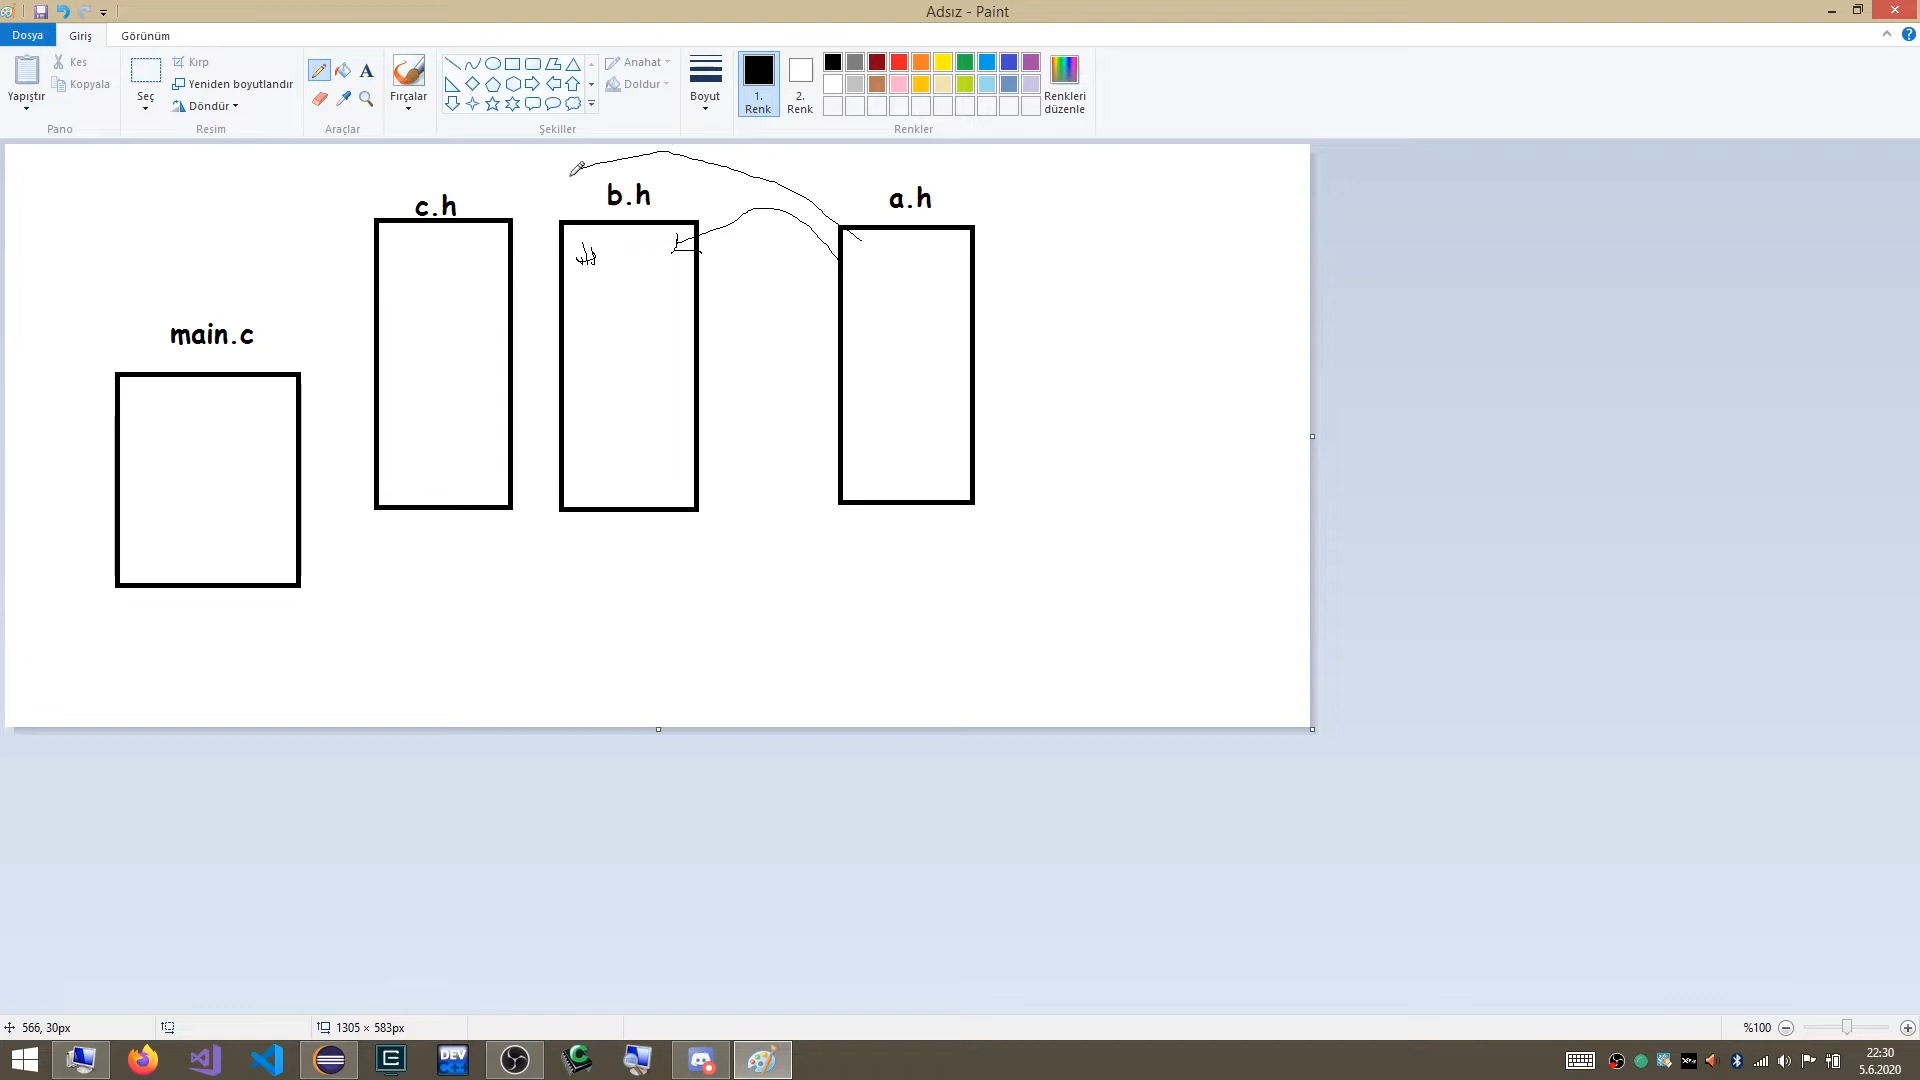 Adsız - Paint
Dosya Giriş Görünüm
Yapıştır
Kes
Kopyala
Pano
Seç
Kırp
Yeniden boyutlandır
Döndür
Resim
A
Araçlar
Fırçalar
Anahat
Doldur
Şekiller
Boyut
1.
Renk
2.
Renk
Renkleri
düzenle
Renkler
c.h
b.h
a.h
main.c
566, 30px
1305 × 583px
%100
DEV
22:30
5.6.2020